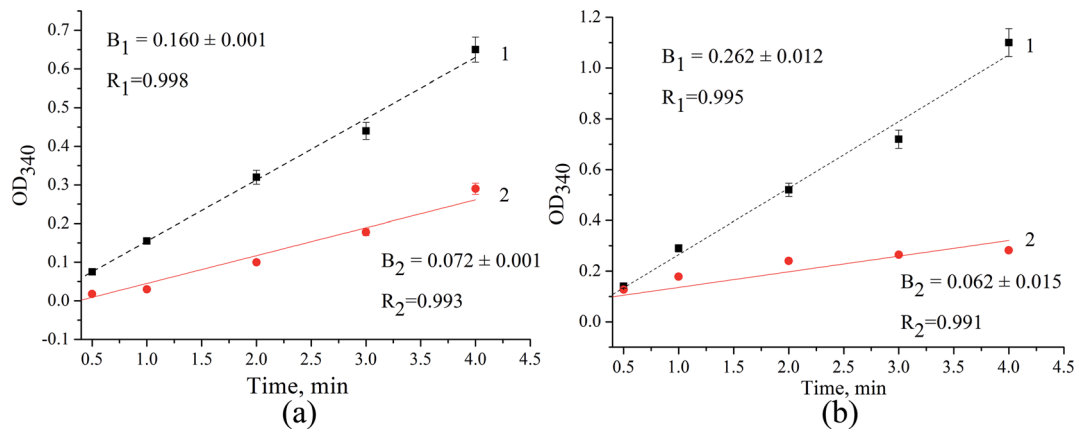 0.7
0.6
0.5
0.4
0.3
0.2
0.1
0.0
-0.1
OD340
B1 = 0.160 ± 0.001
R1=0.998
1
2
B2 = 0.072 ± 0.001
R2=0.993
0.5 1.0 1.5 2.0 2.5 3.0 3.5 4.0 4.5
Time, min
(a)
1.2
1.0
0.8
0.6
0.4
0.2
0.0
OD340
B1 = 0.262 ± 0.012
R1=0.995
1
2
B2 = 0.062 ± 0.015
R2=0.991
0.5 1.0 1.5 2.0 2.5 3.0 3.5 4.0 4.5
Time, min
(b)